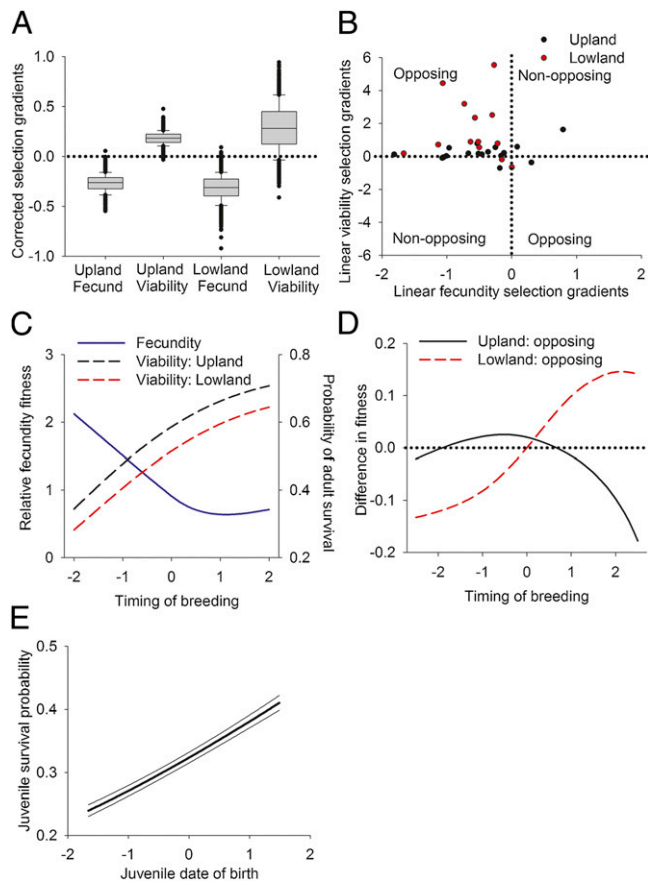 A
Corrected selection gradients
1.0
0.5
0.0
-0.5
-1.0
Upland
Fecund
Upland
Viability
Lowland
Fecund
Lowland
Viability
B
Linear viability selection gradients
Upland
Lowland
Opposing
Non-opposing
Non-opposing
Opposing
6
4
2
0
-2
-4
-6
-2
-1
0
1
2
Linear fecundity selection gradients
C
Relative fecundity fitness
Fecundity
Viability: Upland
Viability: Lowland
3
2
1
0
0.8
0.6
0.4
0.2
Probability of adult survival
-2
-1
0
1
2
Timing of breeding
D
Difference in fitness
Upland: opposing
Lowland: opposing
0.2
0.1
0.0
-0.1
-0.2
-2
-1
0
1
2
Timing of breeding
E
Juvenile survival probability
0.5
0.4
0.3
0.2
-2
-1
0
1
2
Juvenile date of birth